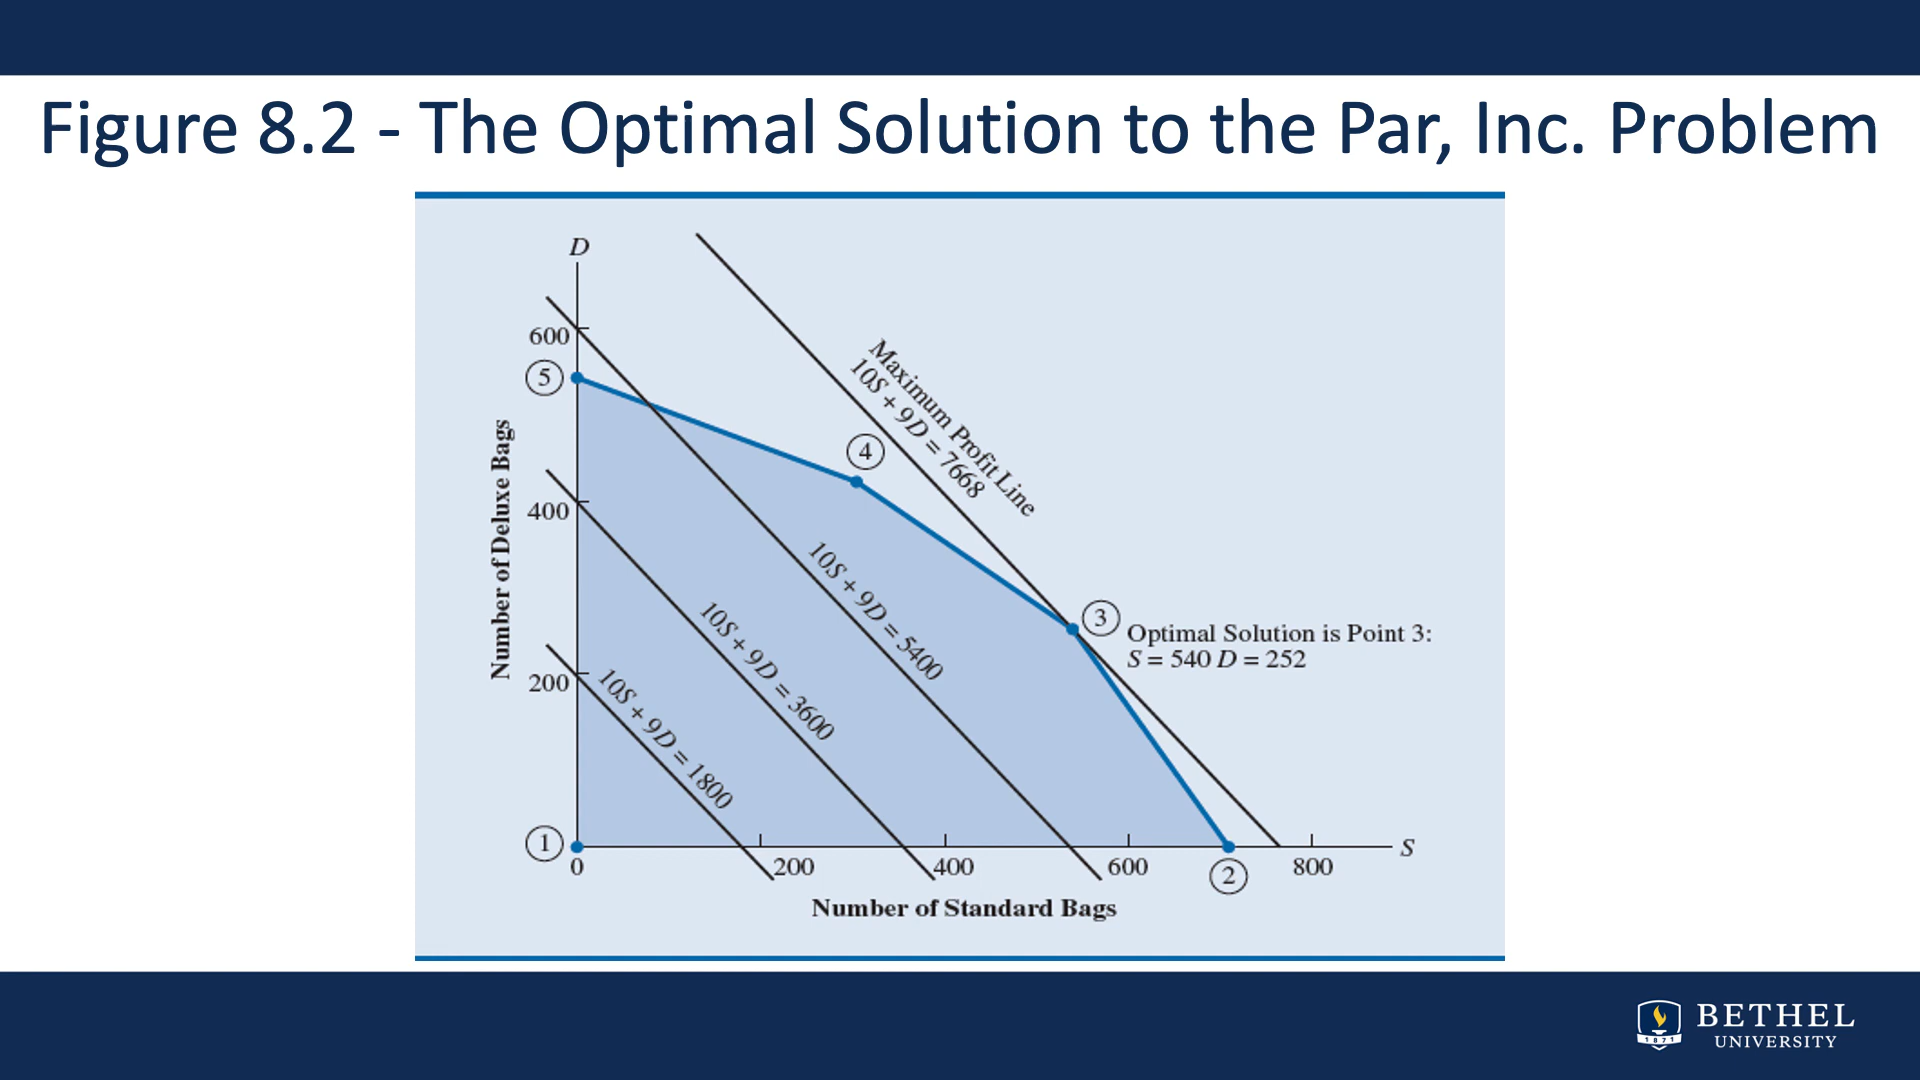 Figure 8.2 - The Optimal Solution to the Par, Inc. Problem
D
600
5
Maximum Profit Line
10S + 9D = 7668
4
400
Number of Deluxe Bags
10S + 9D = 5400
10S + 9D = 3600
3
Optimal Solution is Point 3:
S = 540 D = 252
200
10S + 9D = 1800
1
0
200
400
600
2
800
S
Number of Standard Bags
BETHEL
UNIVERSITY
1871